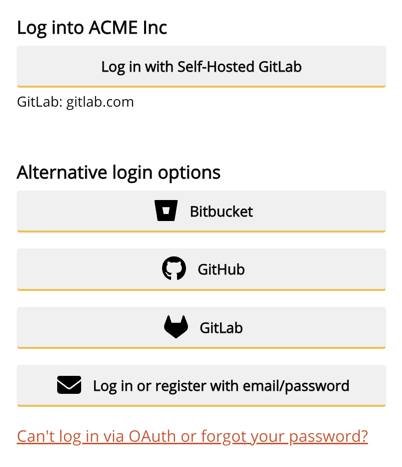 Log into ACME Inc
Log in with Self-Hosted GitLab
GitLab: gitlab.com
Alternative login options
Bitbucket
GitHub
GitLab
Log in or register with email/password
Can't log in via OAuth or forgot your password?